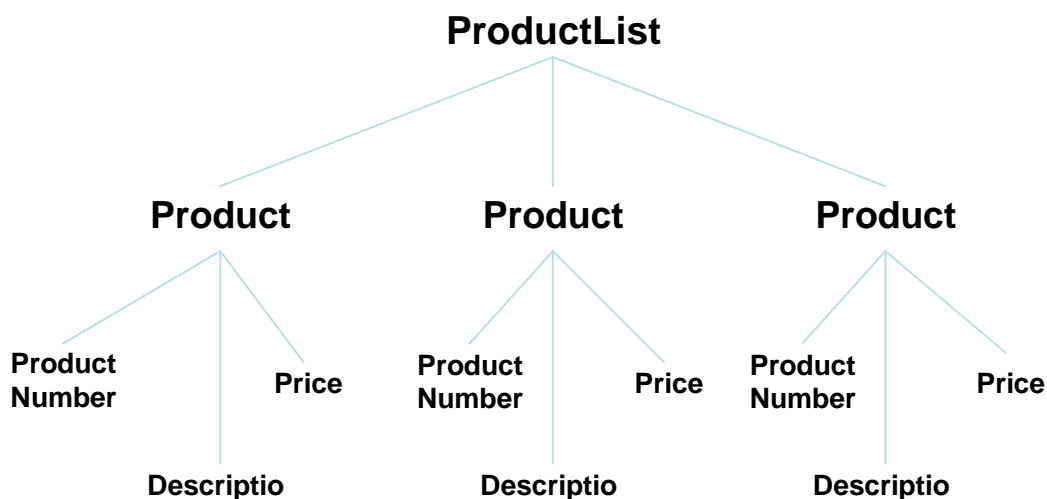 ProductList
Product
Product
Product
Product
Number
Price
Product
Number
Price
Product
Number
Price
Descriptio
Descriptio
Descriptio